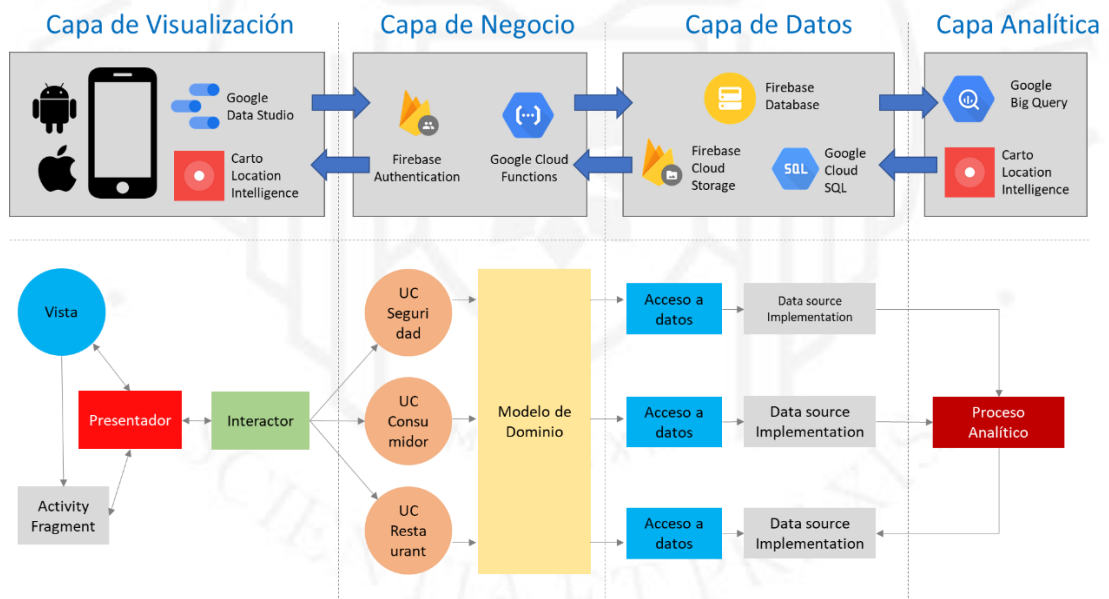 Capa de Visualización
Capa de Negocio
Capa de Datos
Capa Analítica
Google
Data Studio
Carto
Location
Intelligence
Firebase
Authentication
Google Cloud
Functions
Firebase
Database
Firebase
Cloud
Storage
SQL
Google
Cloud
SQL
Google
Big Query
Carto
Location
Intelligence
Vista
Presentador
Activity
Fragment
Interactor
UC
Seguri
dad
UC
Consu
midor
UC
Resta
urant
Modelo de
Dominio
Acceso a
datos
Data source
Implementation
Acceso a
datos
Data source
Implementation
Acceso a
datos
Data source
Implementation
Proceso
Analítico